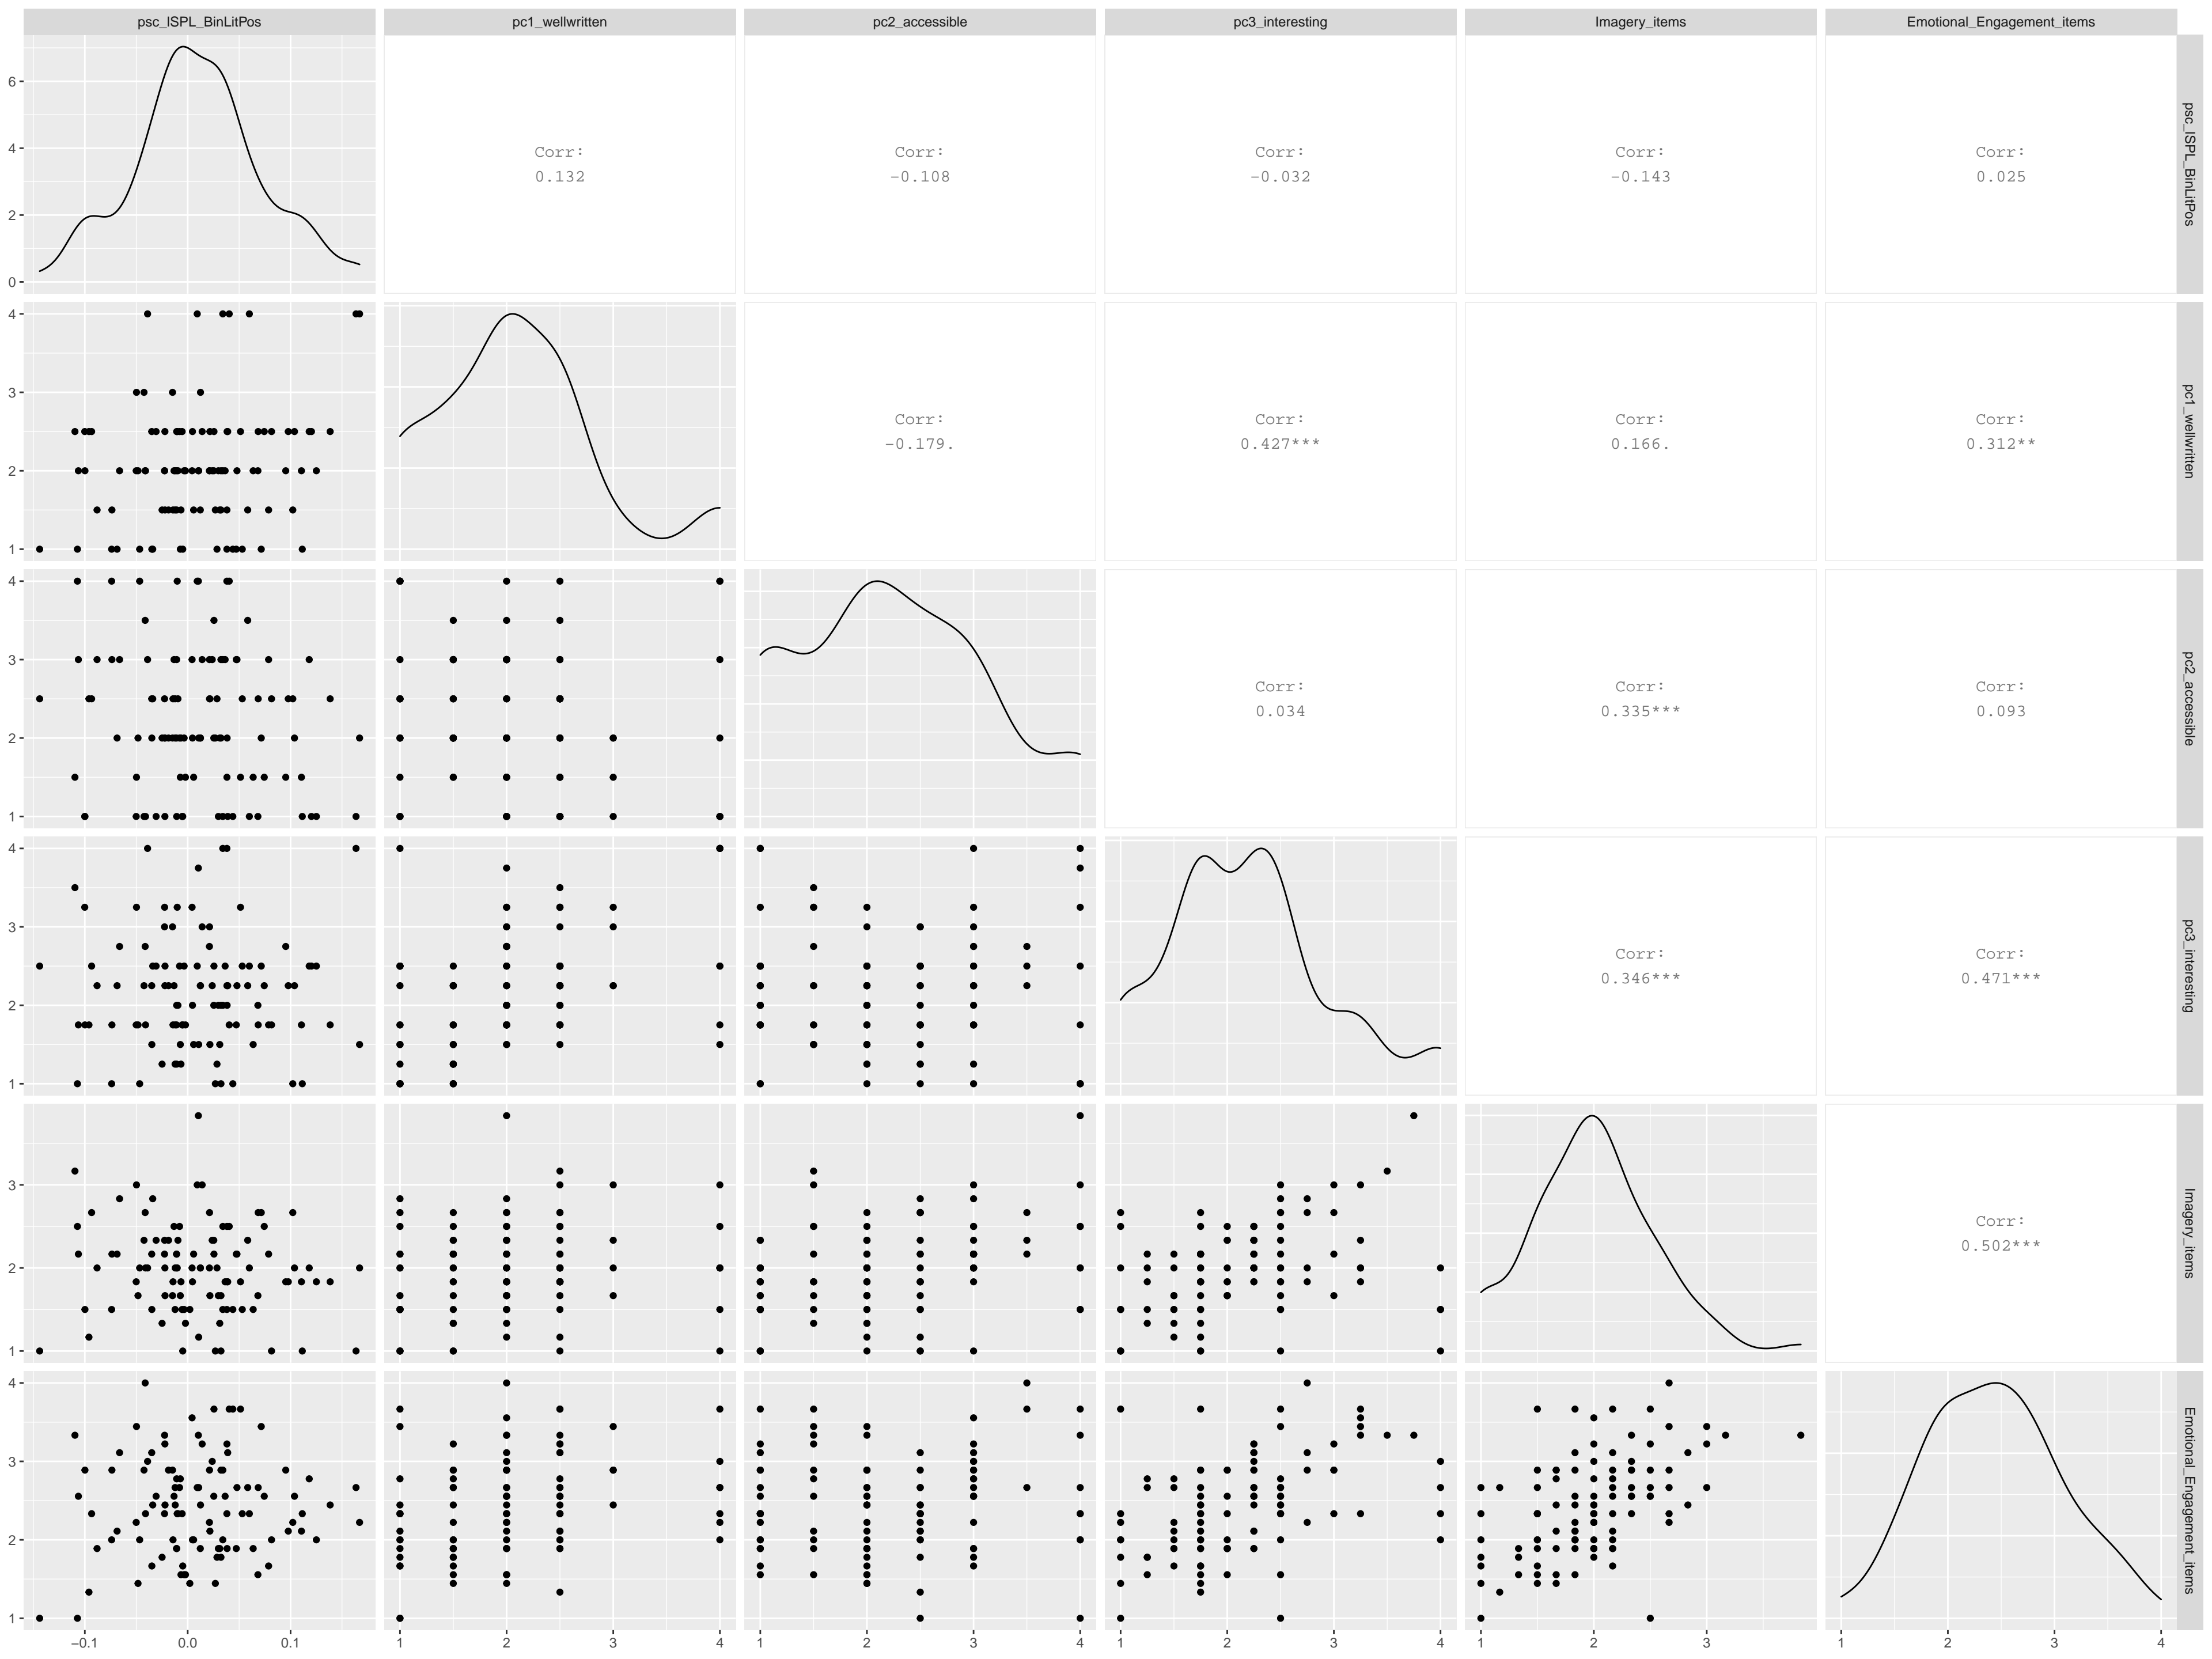 psc_lSPL_BinLitPos
pc1_wellwritten
pc2_accessible
pc3_interesting
Imagery_items
Emotional_Engagement_items
6
4
2
0
Corr:
0.132
Corr:
-0.108
Corr:
-0.032
Corr:
-0.143
Corr:
0.025
psc_lSPL_BinLitPos
4
3
2
1
Corr:
-0.179.
Corr:
0.427***
Corr:
0.166.
Corr:
0.312**
pc1_wellwritten
4
3
2
1
Corr:
0.034
Corr:
0.335***
Corr:
0.093
pc2_accessible
4
3
2
1
Corr:
0.346***
Corr:
0.471***
pc3_interesting
3
2
1
Corr:
0.502***
Imagery_items
4
3
2
1
Emotional_Engagement_items
−0.1 0.0 0.1
1 2 3 4
1 2 3 4
1 2 3 4
1 2 3
1 2 3 4